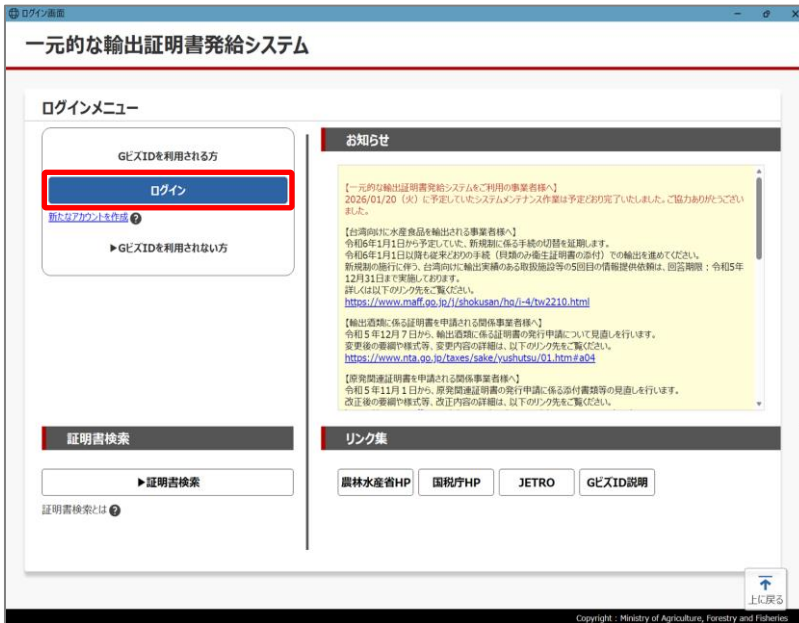 ログイン画面
一元的な輸出証明書発給システム
ログインメニュー
GビズIDを利用される方
ログイン
新たなアカウントを作成 ?
▶GビズIDを利用されない方
お知らせ
【一元的な輸出証明書発給システムをご利用の事業者様へ】
2026/01/20（火）に予定していたシステムメンテナンス作業は予定どおり完了いたしました。ご協力ありがとうござい
ました。
【台湾向けに水産食品を輸出される事業者様へ】
令和6年1月1日から予定していた、新規制に係る手続の切替を延期します。
令和6年1月1日以降も従来どおりの手続（貝類のみ衛生証明書の添付）での輸出を進めてください。
新規制の施行に伴う、台湾向けに輸出実績のある取扱施設等の5回目の情報提供依頼は、回答期限：令和5年
12月31日まで実施しております。
詳しくは以下のリンク先をご覧ください。
https://www.maff.go.jp/j/shokusan/hq/i-4/tw2210.html
【輸出酒類に係る証明書を申請される関係事業者様へ】
令和５年12月７日から、輸出酒類に係る証明書の発行申請について見直しを行います。
変更後の要綱や様式等、変更内容の詳細は、以下のリンク先をご覧ください。
https://www.nta.go.jp/taxes/sake/yushutsu/01.htm#a04
【原発関連証明書を申請される関係事業者様へ】
令和５年11月１日から、原発関連証明書の発行申請に係る添付書類等の見直しを行います。
改正後の要綱や様式等、改正内容の詳細は、以下のリンク先をご覧ください。
証明書検索
▶証明書検索
証明書検索とは ?
リンク集
農林水産省HP
国税庁HP
JETRO
GビズID説明
上に戻る
Copyright : Ministry of Agriculture, Forestry and Fisheries